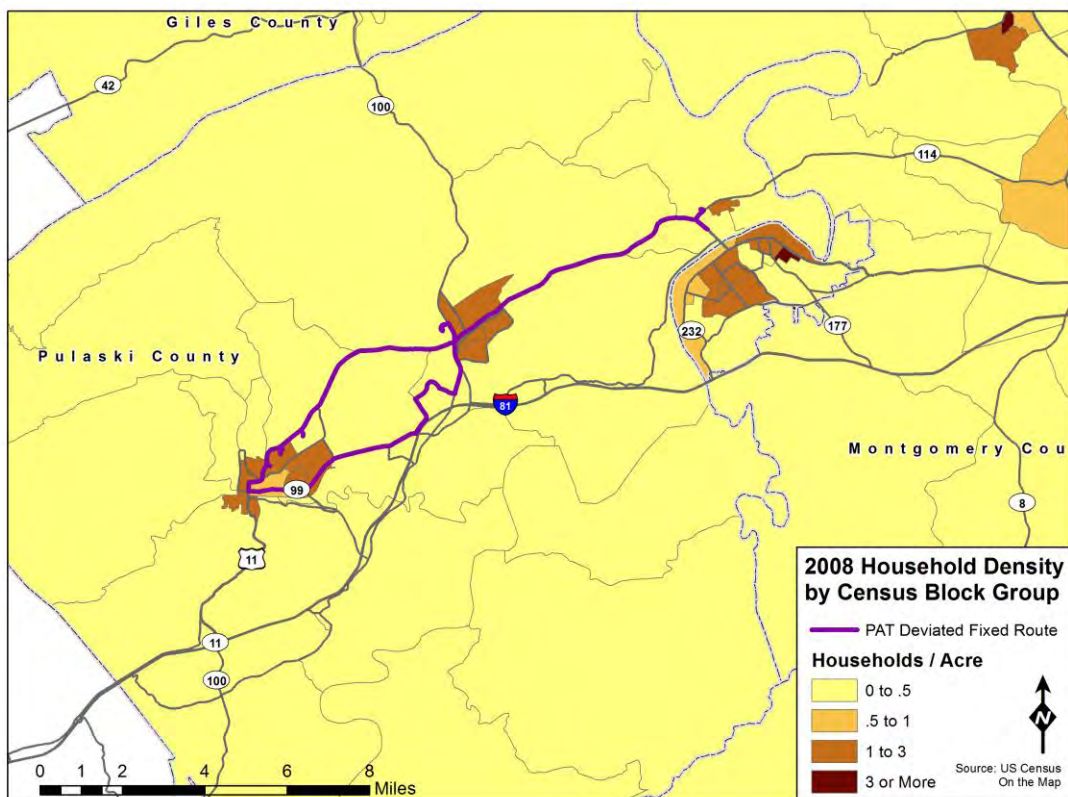 Giles County
42
100
114
232
177
Pulaski County
81
Montgomery Cou
99
8
11
11
100
2008 Household Density
by Census Block Group
PAT Deviated Fixed Route
Households / Acre
0 to .5
.5 to 1
1 to 3
3 or More
N
Source: US Census
On the Map
0 1 2 4 6 8
Miles